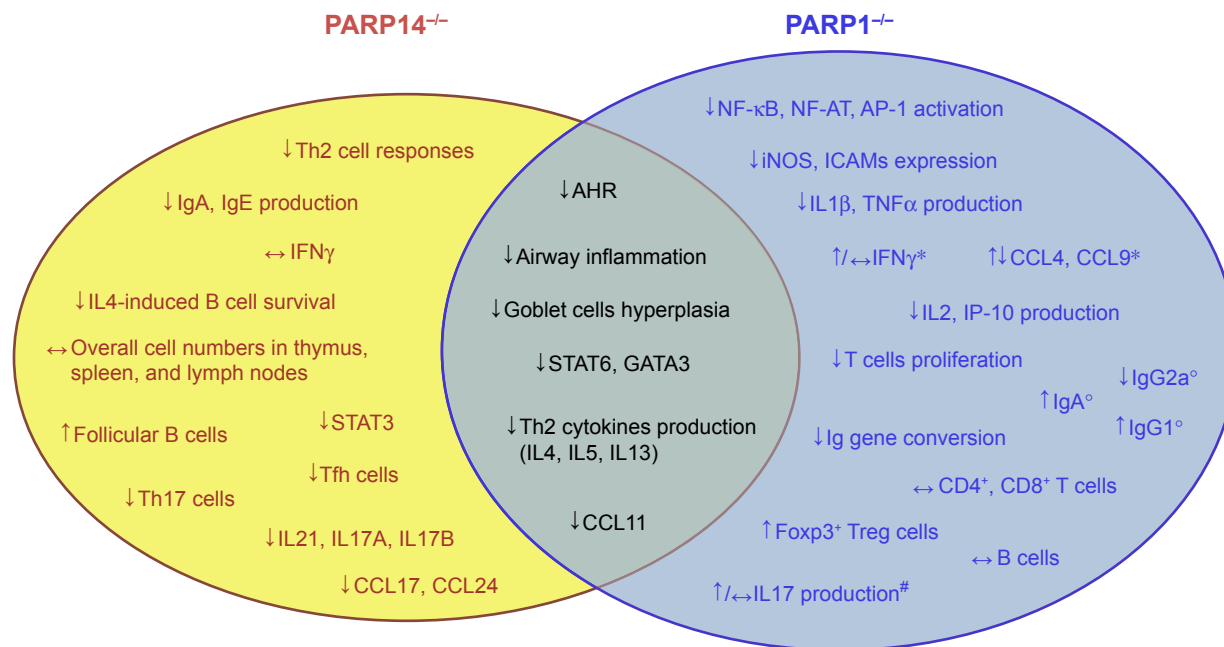 PARP14⁻/⁻
PARP1⁻/⁻
↓Th2 cell responses
↓IgA, IgE production
↔IFNγ
↓IL4-induced B cell survival
↔Overall cell numbers in thymus,
spleen, and lymph nodes
↑Follicular B cells
↓STAT3
↓Tfh cells
↓Th17 cells
↓IL21, IL17A, IL17B
↓CCL17, CCL24
↓AHR
↓Airway inflammation
↓Goblet cells hyperplasia
↓STAT6, GATA3
↓Th2 cytokines production
(IL4, IL5, IL13)
↓CCL11
↓NF-κB, NF-AT, AP-1 activation
↓iNOS, ICAMs expression
↓IL1β, TNFα production
↑/↔IFNγ*
↑↓CCL4, CCL9*
↓IL2, IP-10 production
↓T cells proliferation
↓IgG2a°
↑IgA°
↑IgG1°
↓Ig gene conversion
↔CD4⁺, CD8⁺ T cells
↑Foxp3⁺ Treg cells
↔B cells
↑/↔IL17 production#